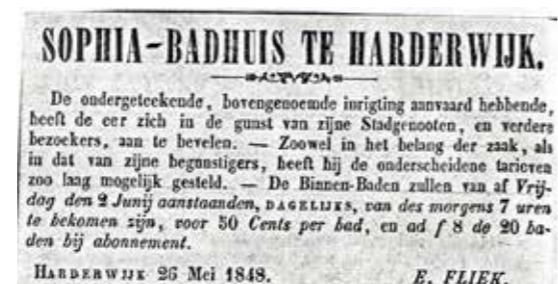 SOPHIA-BADHUIS TE HARDERWIJK.
De ondergeteekende, bovengenoemde inrigting aanvaard hebbende,
heeft de eer zich in de gunst van zijne Stadgenooten, en verdere
bezoekers, aan te bevelen. — Zoowel in het belang der zaak, als
in dat van zijne begunstigers, heeft hij de onderscheidene tarieven
zoo laag mogelijk gesteld. — De Binnen-Baden zullen van af Vrij-
dag den 2 Junij aanstaanden, DAGELIJKS, van des morgens 7 uren
te bekomen zijn, voor 50 Cents per bad, en ad f 8 de 20 ba-
den bij abonnement.
HARDERWIJK 26 Mei 1848. E. FLIEK.